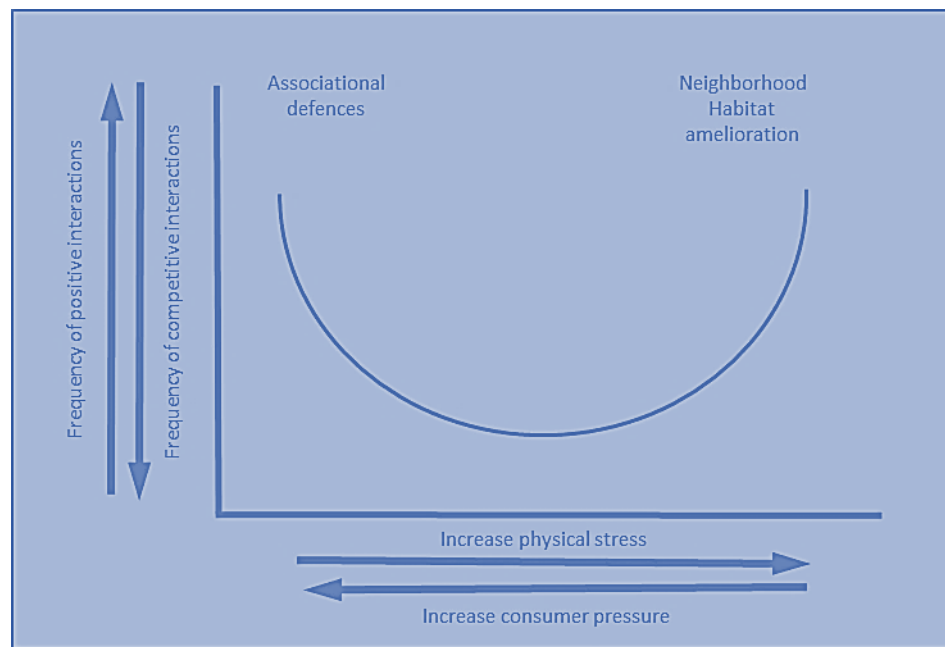 Associational
defences
Neighborhood
Habitat
amelioration
Frequency of positive interactions
Frequency of competitive interactions
Increase physical stress
Increase consumer pressure